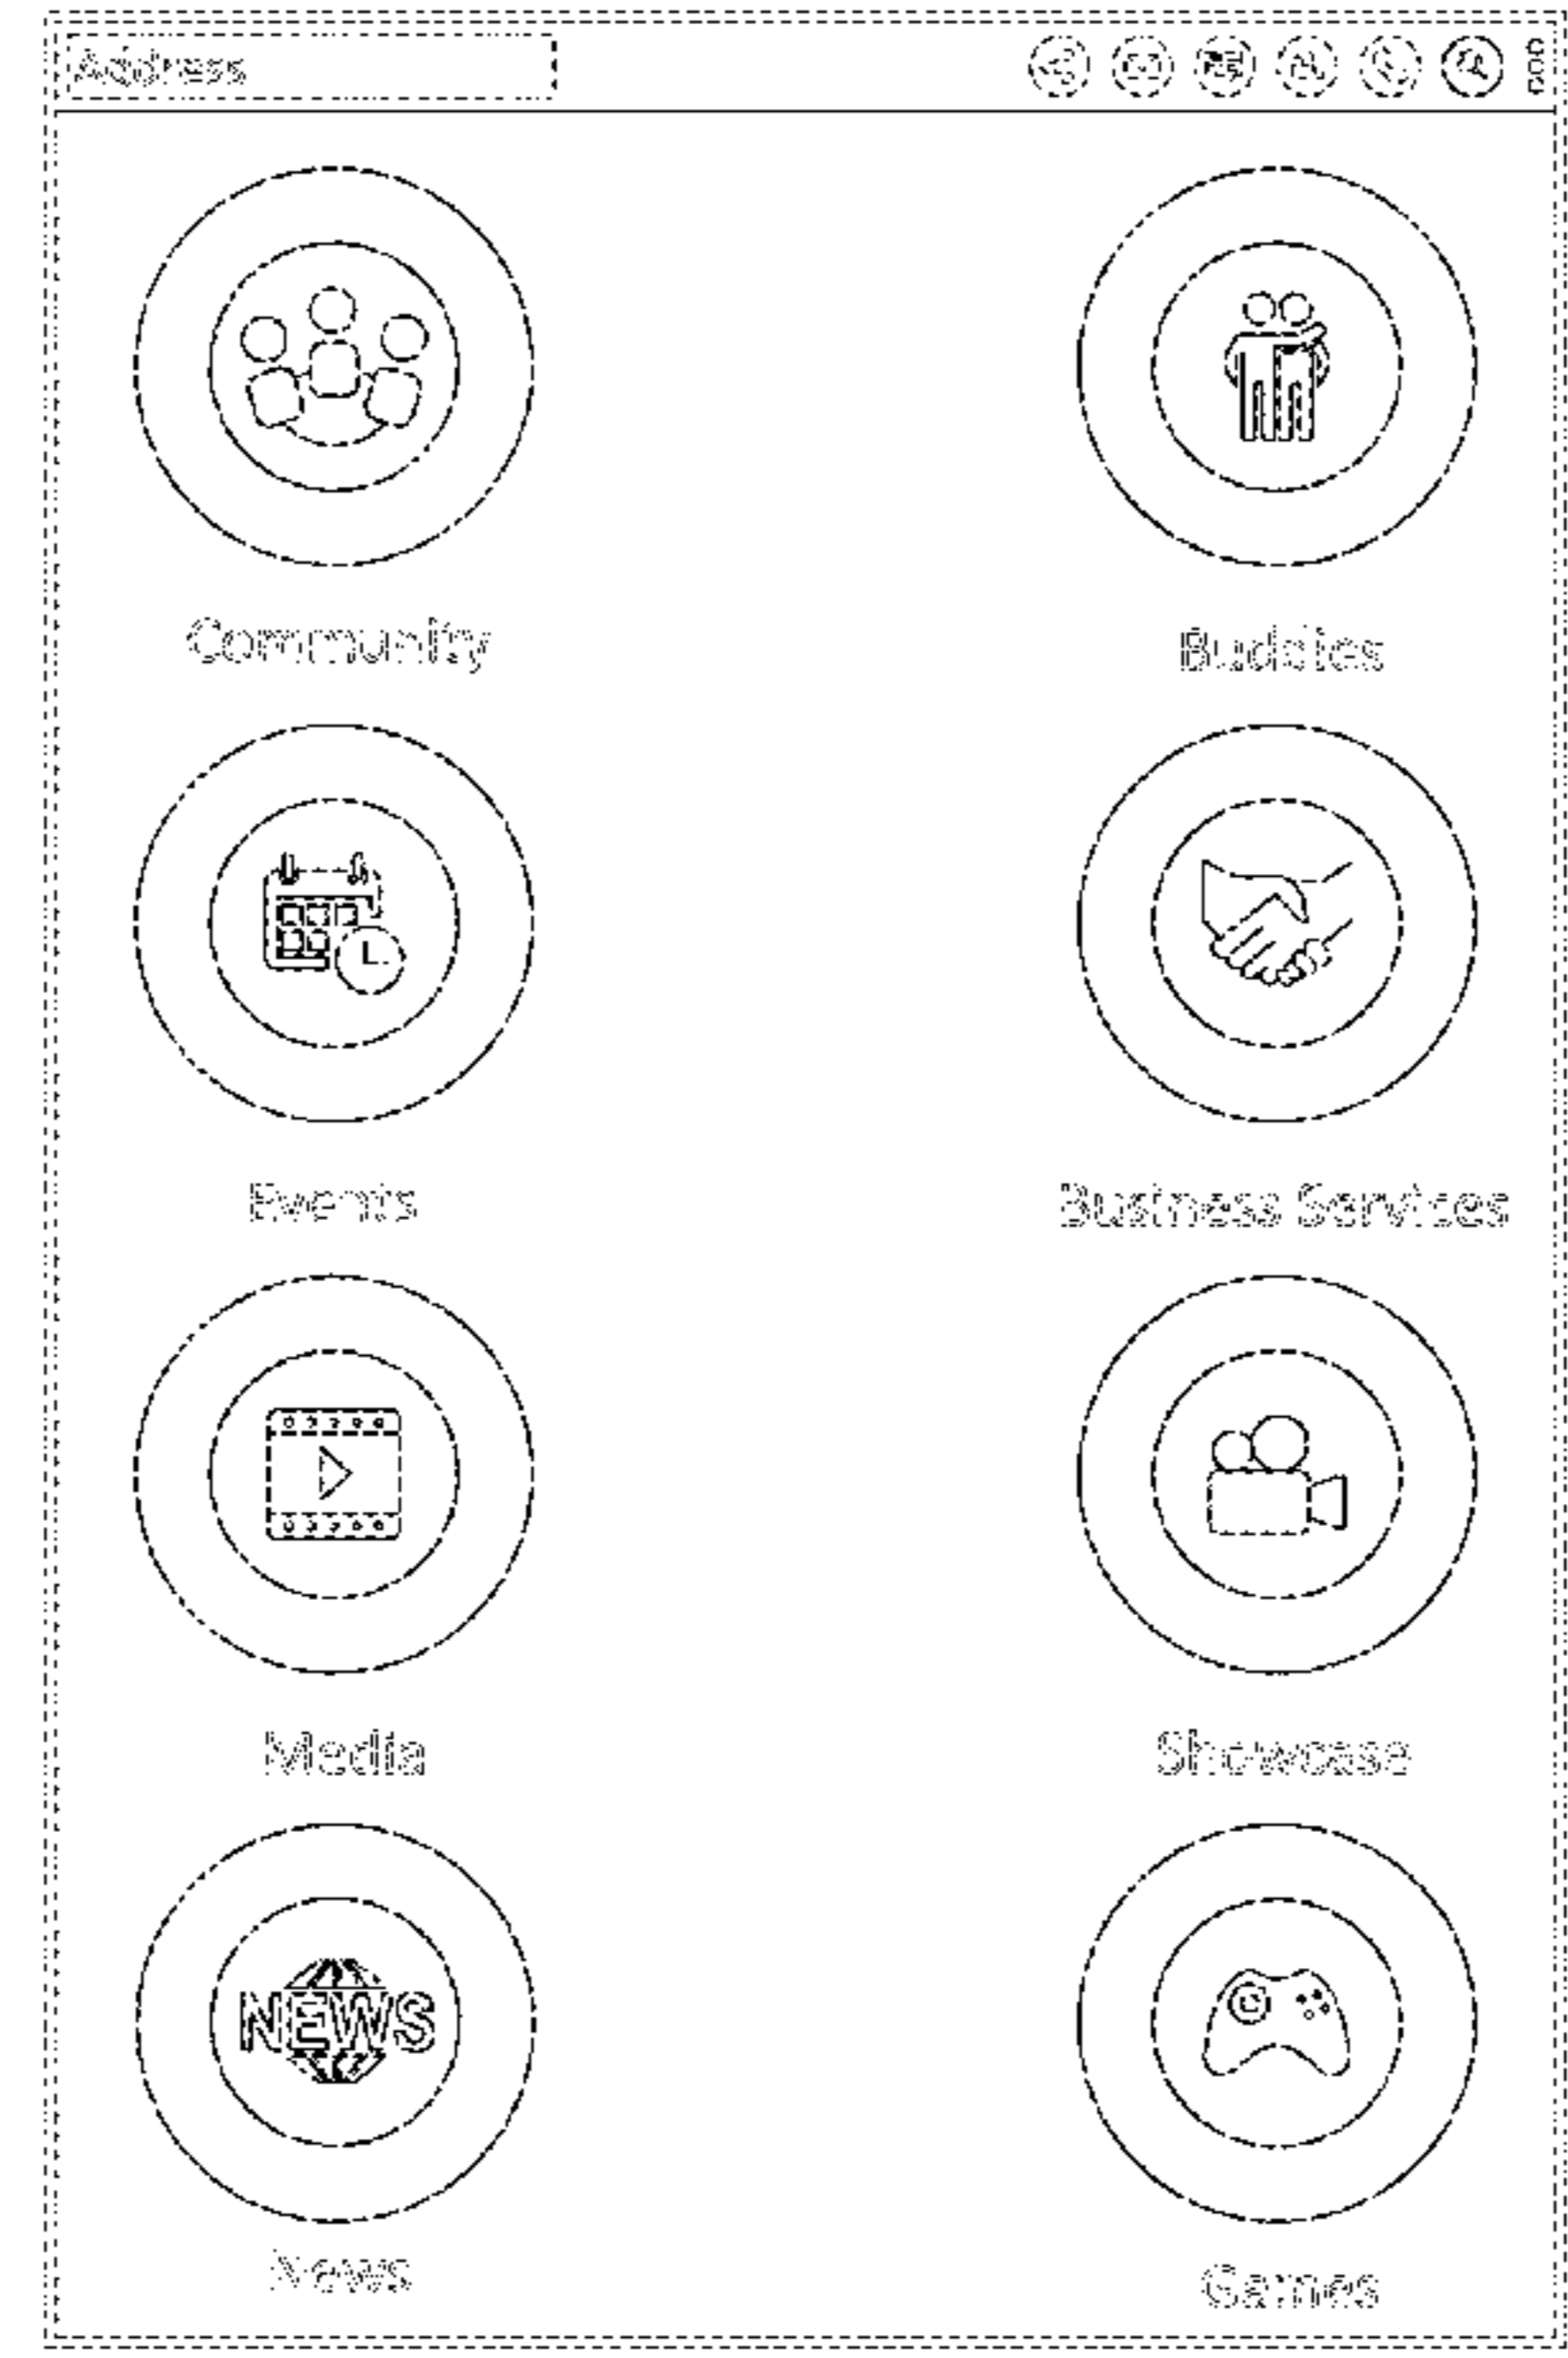 Address
Community
Buddies
Events
Business Services
Media
Showcase
NEWS
News
Games